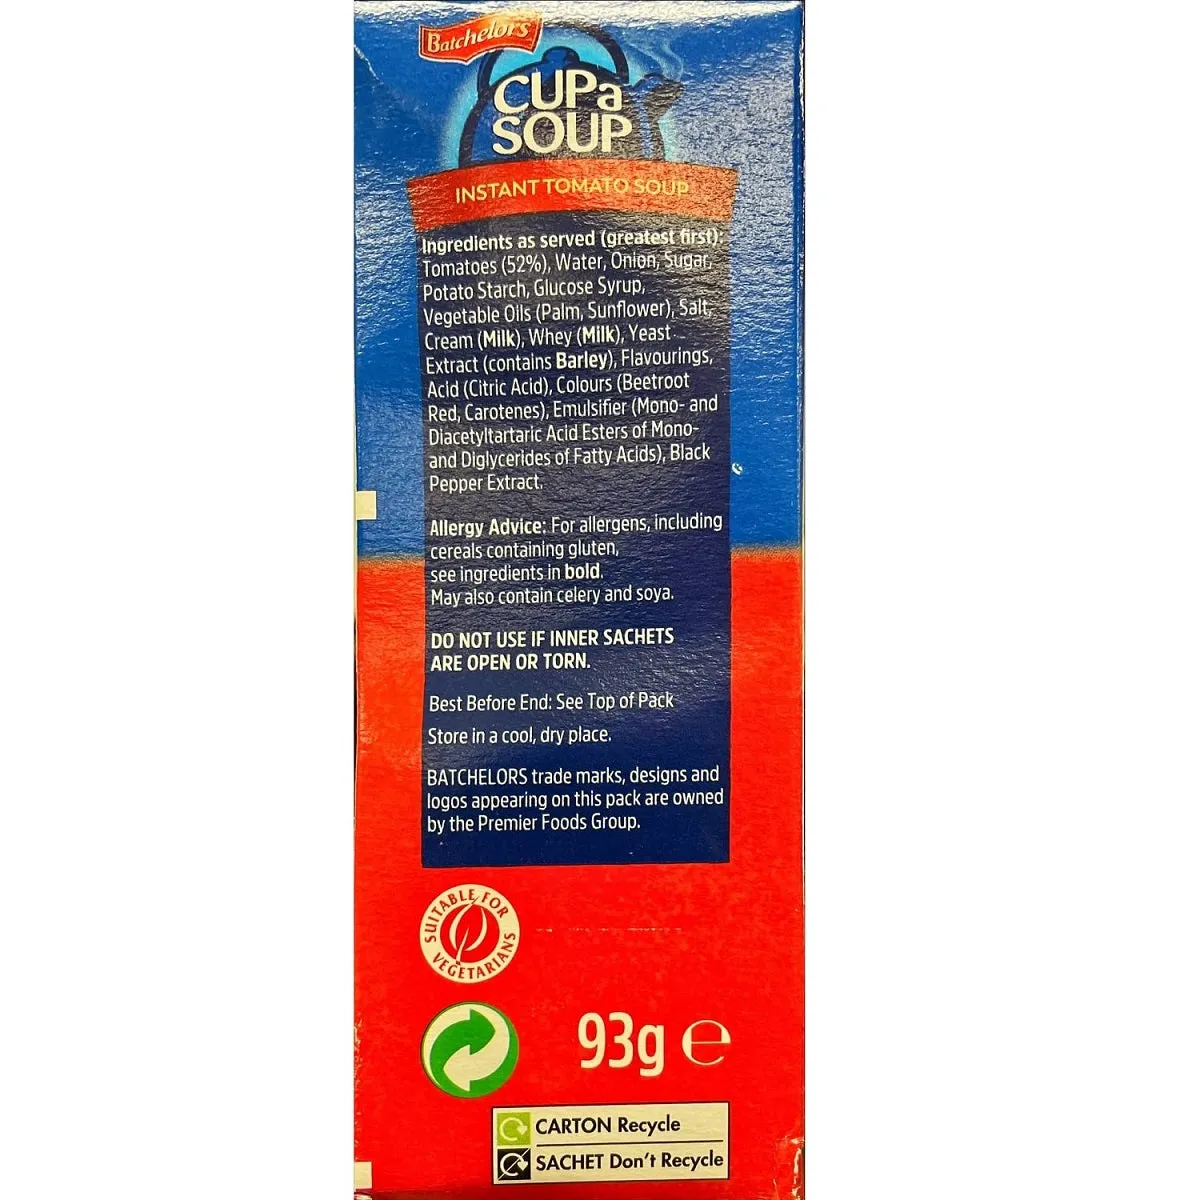 Batchelors
CUPa
SOUP
INSTANT TOMATO SOUP
Ingredients as served (greatest first):
Tomatoes (52%), Water, Onion, Sugar,
Potato Starch, Glucose Syrup,
Vegetable Oils (Palm, Sunflower), Salt,
Cream (Milk), Whey (Milk), Yeast
Extract (contains Barley), Flavourings,
Acid (Citric Acid), Colours (Beetroot
Red, Carotenes), Emulsifier (Mono- and
Diacetyltartaric Acid Esters of Mono-
and Diglycerides of Fatty Acids), Black
Pepper Extract.
Allergy Advice: For allergens, including
cereals containing gluten,
see ingredients in bold.
May also contain celery and soya.
DO NOT USE IF INNER SACHETS
ARE OPEN OR TORN.
Best Before End: See Top of Pack
Store in a cool, dry place.
BATCHELORS trade marks, designs and
logos appearing on this pack are owned
by the Premier Foods Group.
SUITABLE FOR
VEGETARIANS
93g e
CARTON Recycle
SACHET Don't Recycle